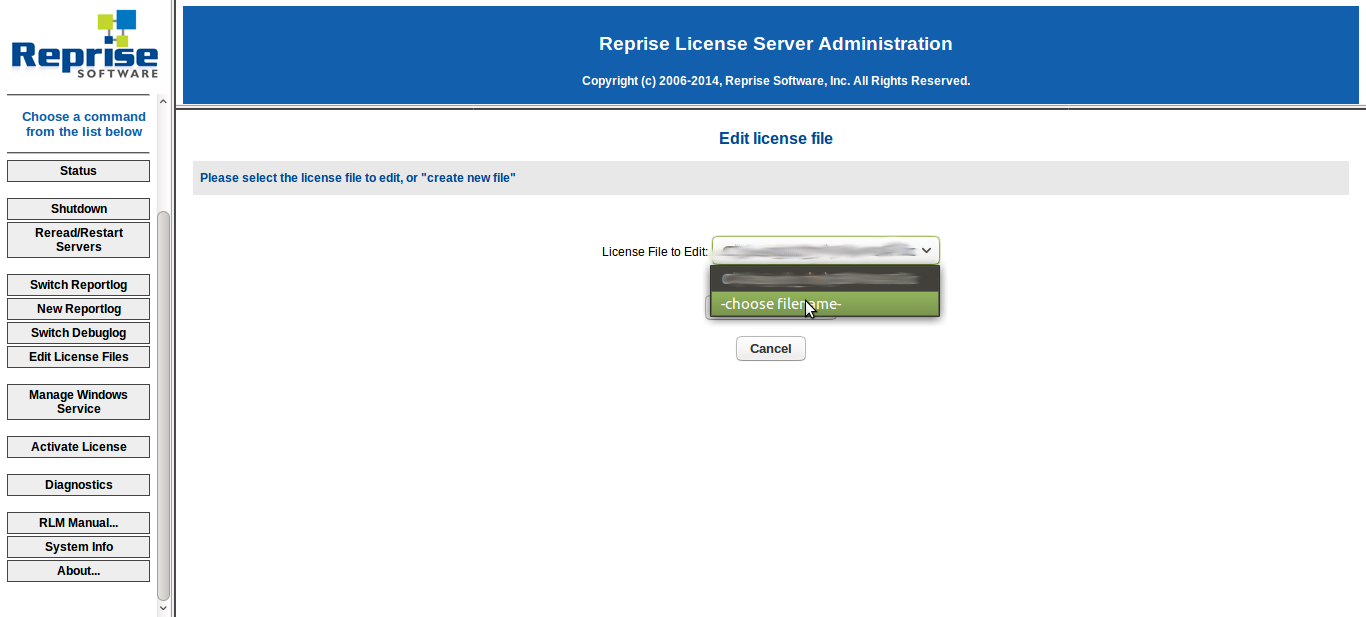 Reprise
SOFTWARE
Choose a command
from the list below
Status
Shutdown
Reread/Restart
Servers
Switch Reportlog
New Reportlog
Switch Debuglog
Edit License Files
Manage Windows
Service
Activate License
Diagnostics
RLM Manual...
System Info
About...
Reprise License Server Administration
Copyright (c) 2006-2014, Reprise Software, Inc. All Rights Reserved.
Edit license file
Please select the license file to edit, or "create new file"
License File to Edit:
-choose filename-
Cancel